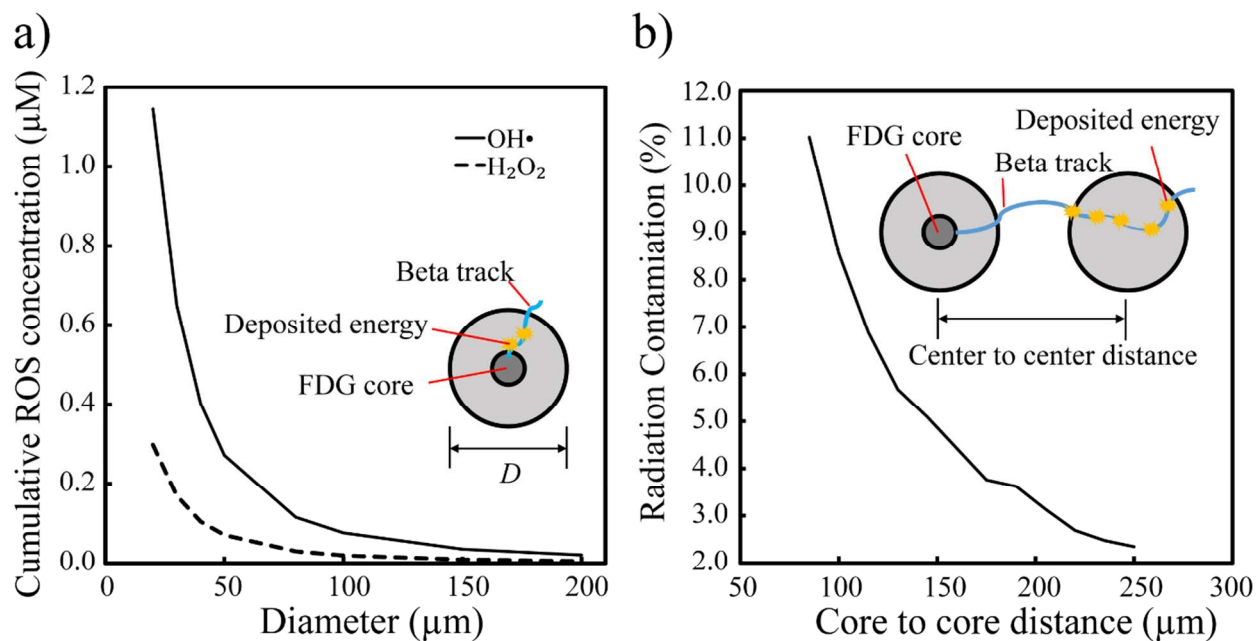 a)
Cumulative ROS concentration (µM)
1.2
1.0
0.8
0.6
0.4
0.2
0.0
0
50
100
150
200
Diameter (µm)
OH•
H₂O₂
Beta track
Deposited energy
FDG core
D
b)
Radiation Contamiation (%)
12.0
11.0
10.0
9.0
8.0
7.0
6.0
5.0
4.0
3.0
2.0
50
100
150
200
250
300
Core to core distance (µm)
Deposited energy
FDG core
Beta track
Center to center distance